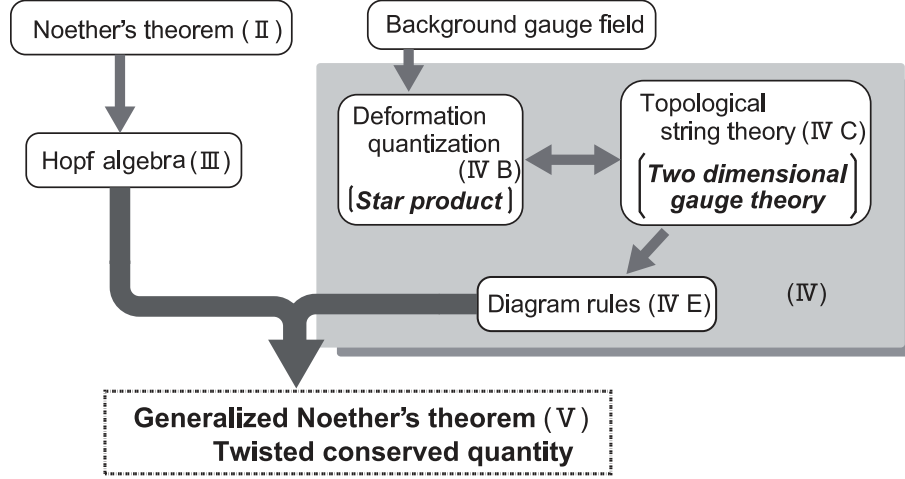 Noether's theorem (Ⅱ)
Background gauge field
Hopf algebra (Ⅲ)
Deformation
quantization
(Ⅳ B)
[Star product]
Topological
string theory (Ⅳ C)
[Two dimensional
gauge theory]
Diagram rules (Ⅳ E)
(Ⅳ)
Generalized Noether's theorem (Ⅴ)
Twisted conserved quantity